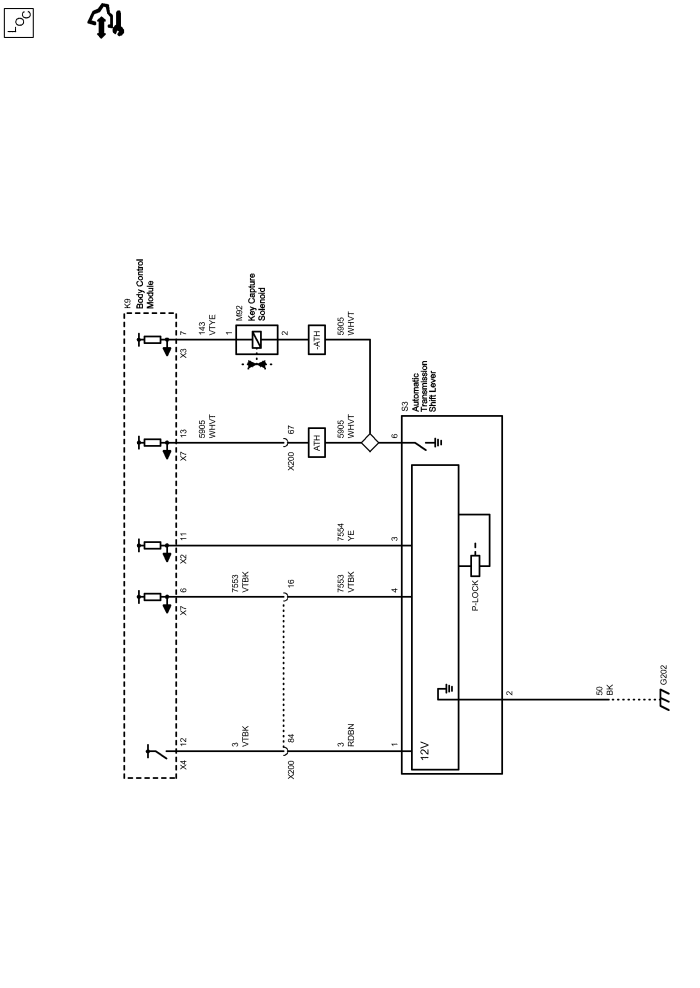 LOC
K9
Body Control
Module
X3
7
143
VTYE
1
M92
Key Capture
Solenoid
2
-ATH
5905
WHVT
X7
13
5905
WHVT
X200
67
ATH
5905
WHVT
6
S3
Automatic
Transmission
Shift Lever
X2
11
7554
YE
3
X7
6
7553
VTBK
16
7553
VTBK
4
P-LOCK
X4
12
3
VTBK
X200
84
3
RDBN
1
12V
2
50
BK
G202